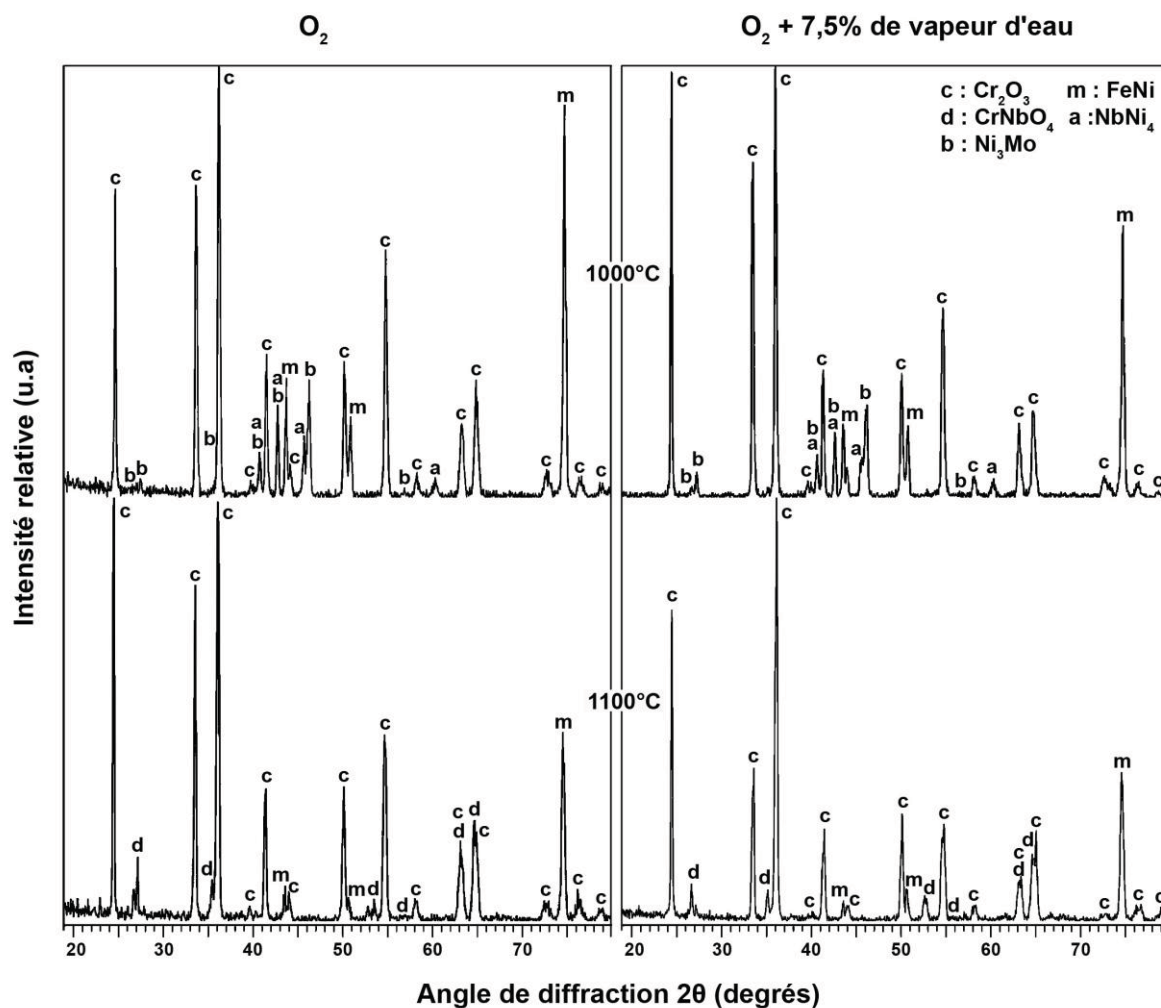 O₂
O₂ + 7,5% de vapeur d'eau
c : Cr₂O₃ m : FeNi
d : CrNbO₄ a :NbNi₄
b : Ni₃Mo
Intensité relative (u.a)
c b b c b c c a b c a b m c a b c m c b c a c c c m c c
1000°C
c b b c c c b a c b a m a b c m c b c a c c c m c c
c d c d c c c m c c m d c d c c d d c c m c c
1100°C
c d c d c c c m c c m d c d c c d d c c m c c
20 30 40 50 60 70
20 30 40 50 60 70
Angle de diffraction 2θ (degrés)